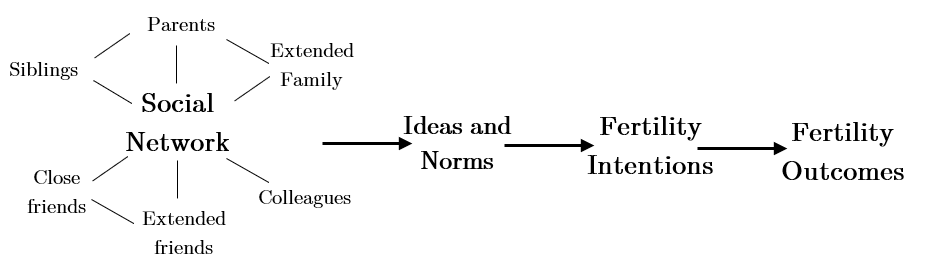 Parents
Siblings
Extended
Family
Social
Network
Close
friends
Extended
friends
Colleagues
Ideas and
Norms
Fertility
Intentions
Fertility
Outcomes